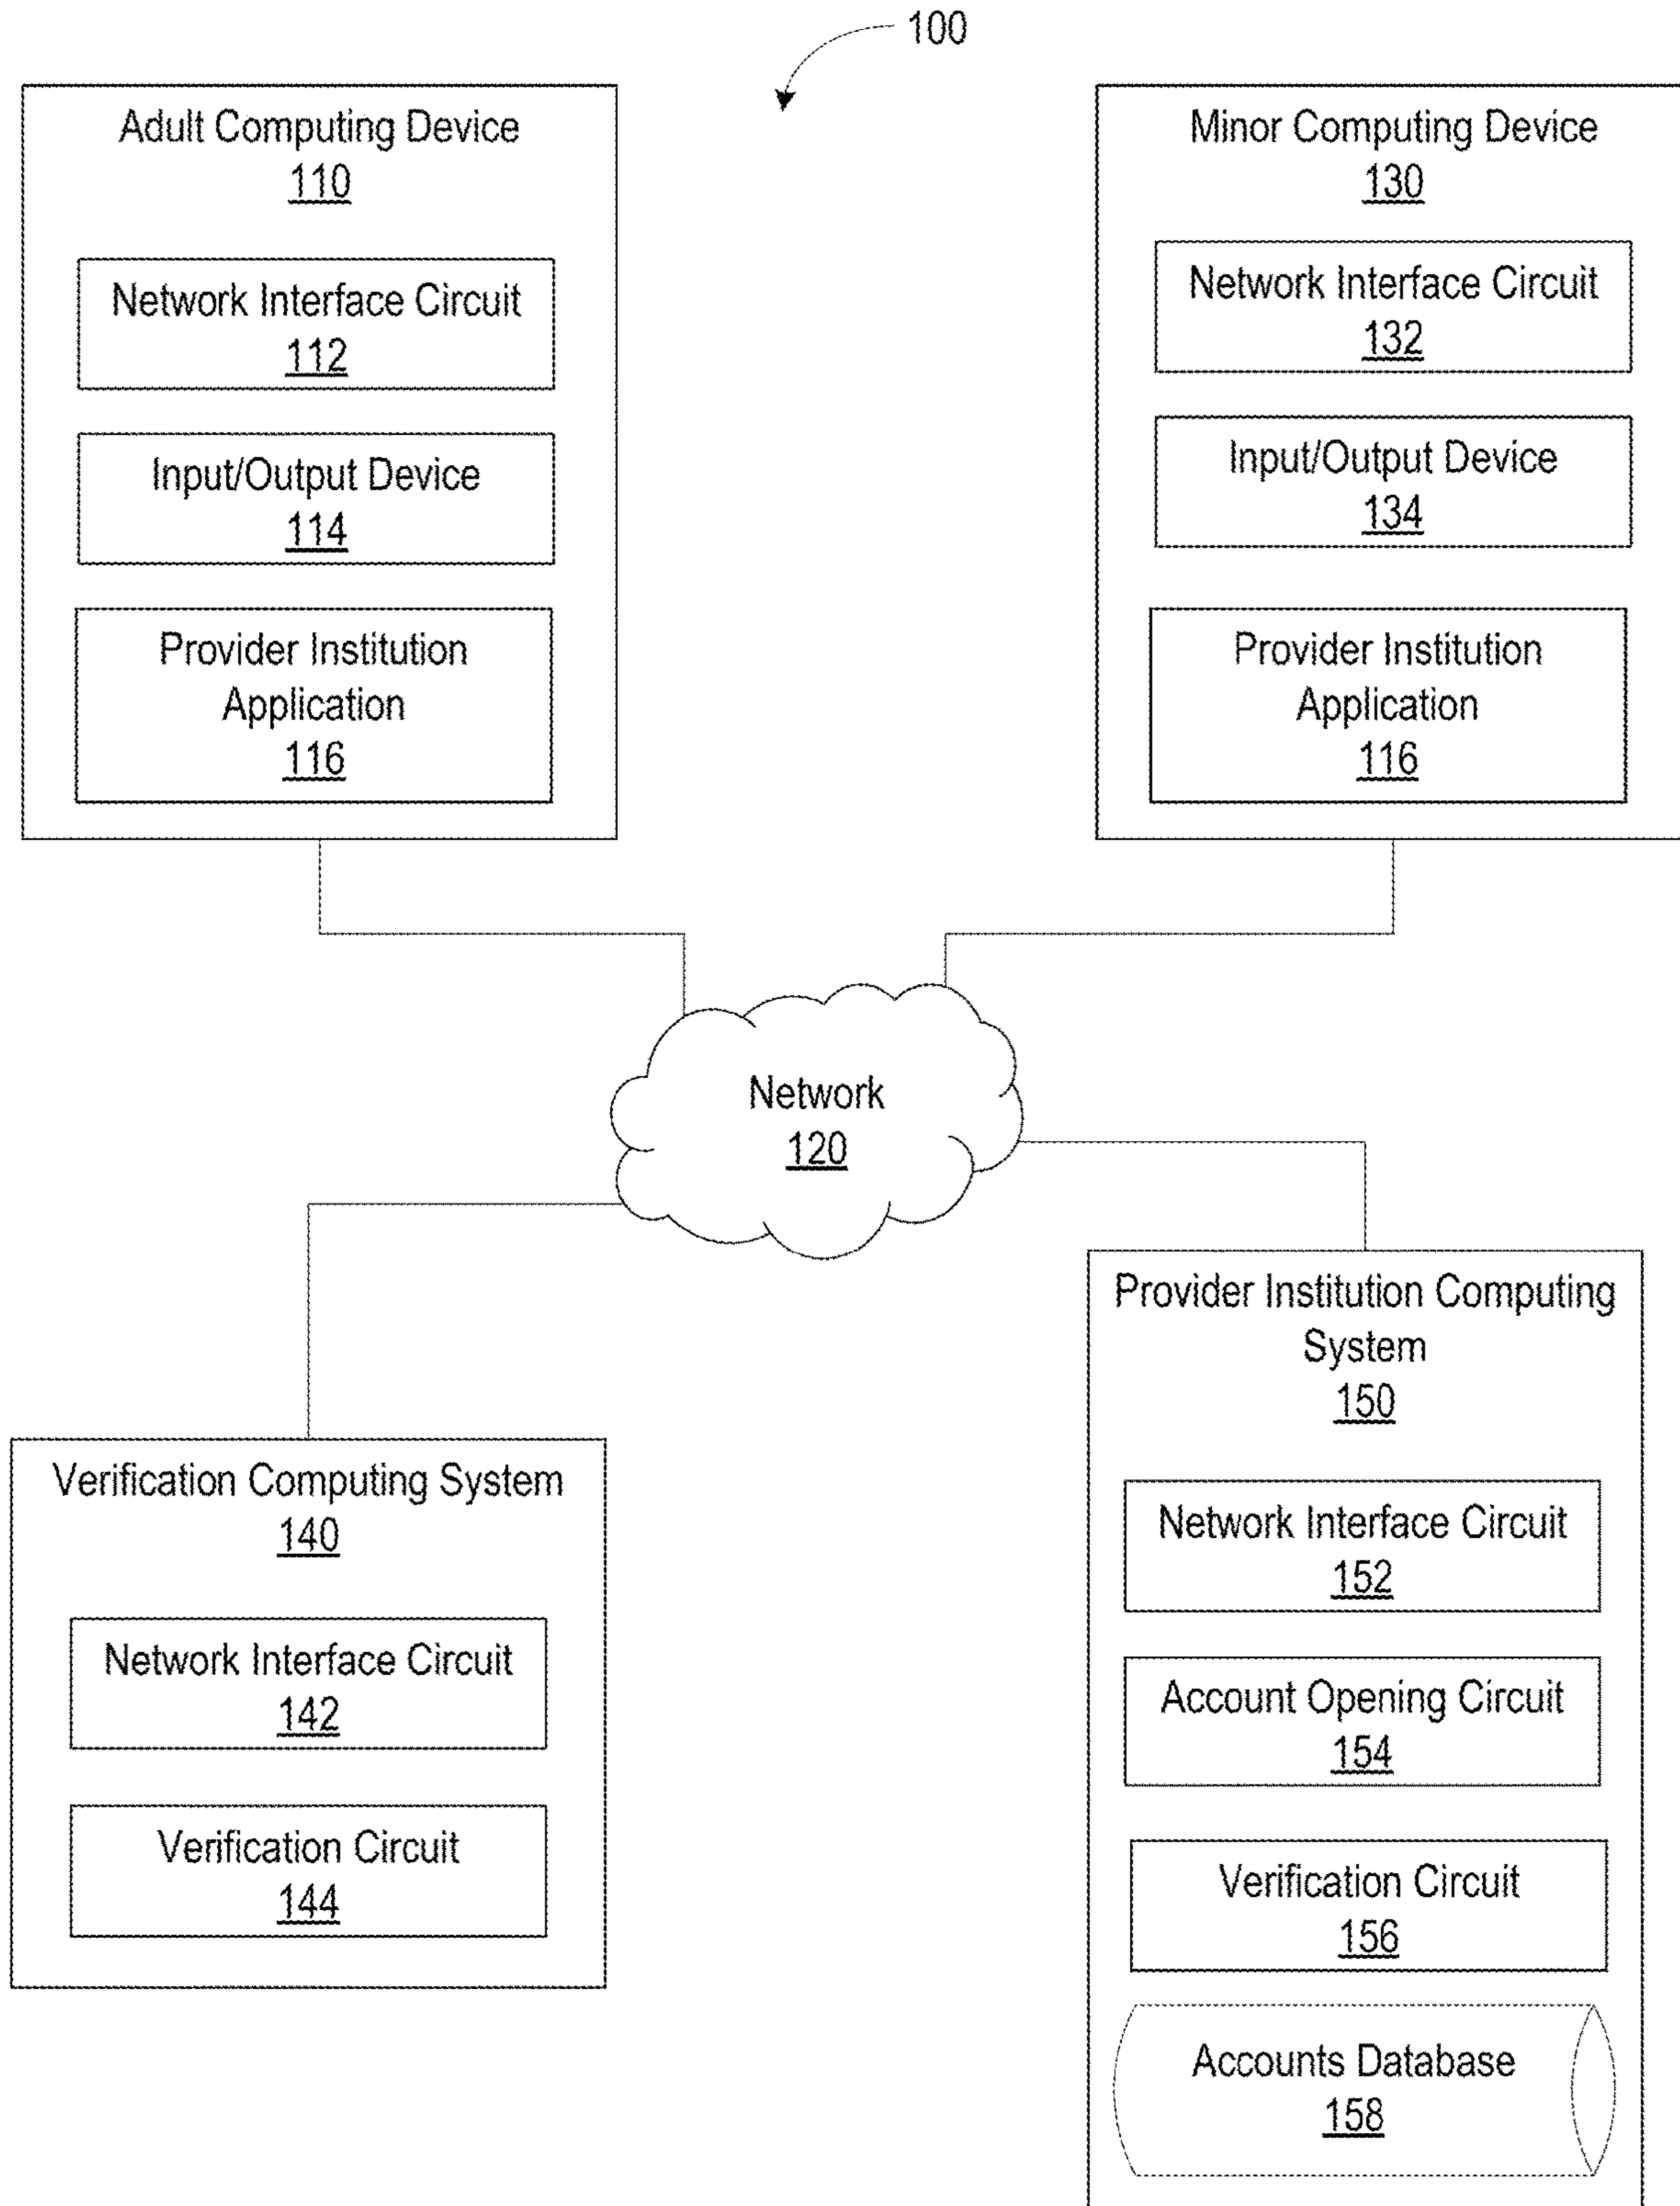 100
Adult Computing Device
110
Network Interface Circuit
112
Input/Output Device
114
Provider Institution
Application
116
Minor Computing Device
130
Network Interface Circuit
132
Input/Output Device
134
Provider Institution
Application
116
Network
120
Verification Computing System
140
Network Interface Circuit
142
Verification Circuit
144
Provider Institution Computing
System
150
Network Interface Circuit
152
Account Opening Circuit
154
Verification Circuit
156
Accounts Database
158